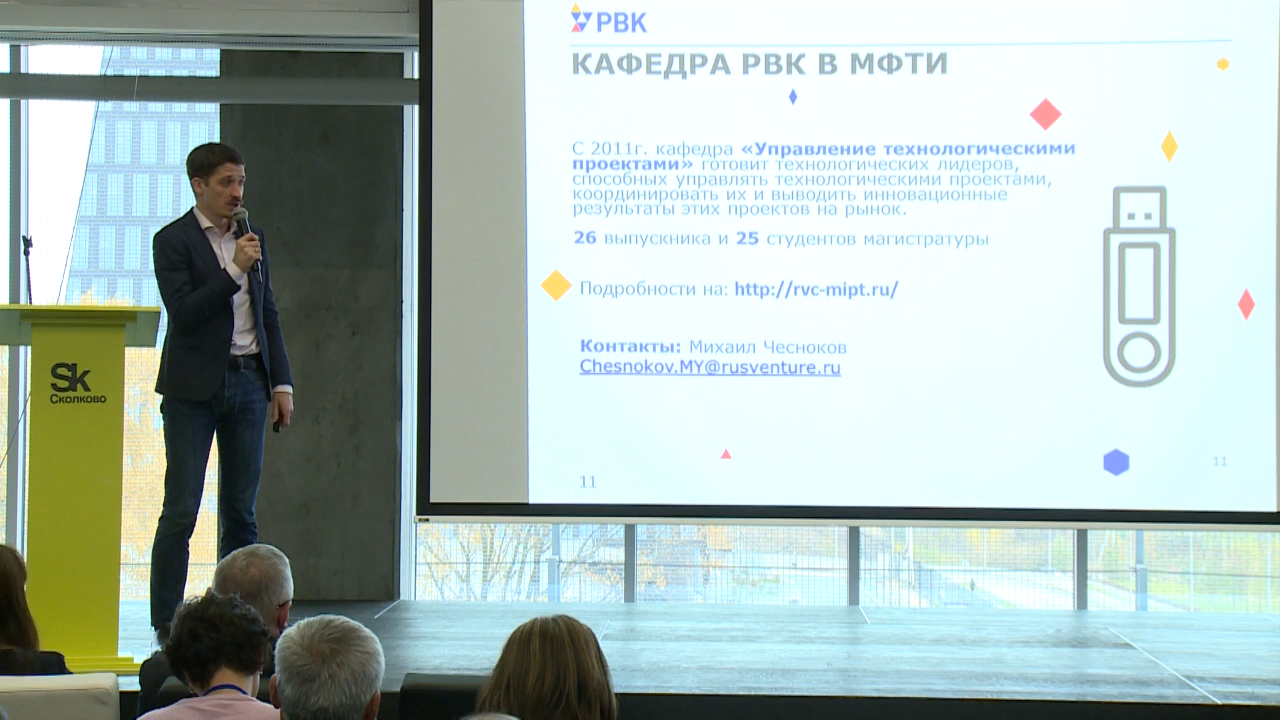 РВК
КАФЕДРА РВК В МФТИ
С 2011г. кафедра «Управление технологическими
проектами» готовит технологических лидеров,
способных управлять технологическими проектами,
координировать их и выводить инновационные
результаты этих проектов на рынок.
26 выпускника и 25 студентов магистратуры
Подробности на: http://rvc-mipt.ru/
Контакты: Михаил Чесноков
Chesnokov.MY@rusventure.ru
11
11
Sk
Сколково